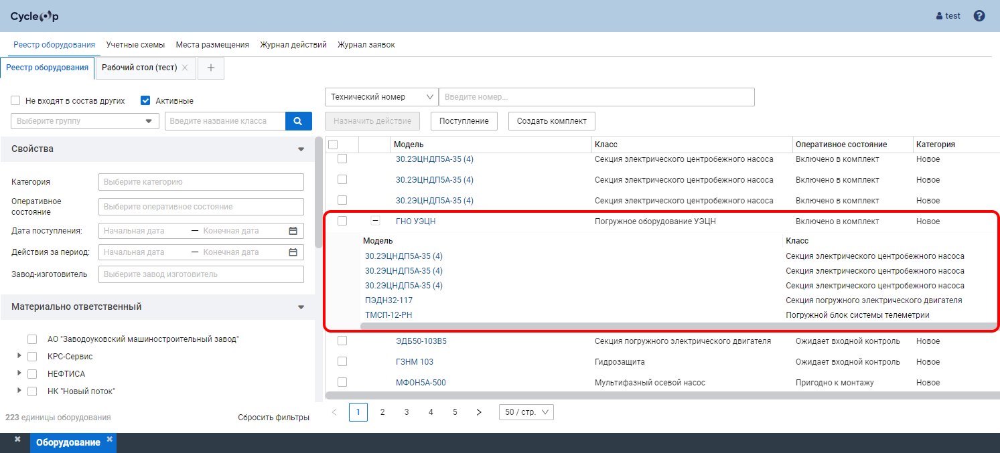 CycleOp
test
?
Реестр оборудования Учетные схемы Места размещения Журнал действий Журнал заявок
Реестр оборудования Рабочий стол (тест) × +
Не входят в состав других Активные
Выберите группу Введите название класса
Свойства
Категория Выберите категорию
Оперативное состояние Выберите оперативное состояние
Дата поступления: Начальная дата — Конечная дата
Действия за период: Начальная дата — Конечная дата
Завод-изготовитель Выберите завод изготовитель
Материально ответственный
АО "Заводоуковский машиностроительный завод"
КРС-Сервис
НЕФТИСА
НК "Новый поток"
223 единицы оборудования Сбросить фильтры
Технический номер Введите номер...
Назначить действие Поступление Создать комплект
Модель Класс Оперативное состояние Категория
30.2ЭЦНДП5А-35 (4) Секция электрического центробежного насоса Включено в комплект Новое
30.2ЭЦНДП5А-35 (4) Секция электрического центробежного насоса Включено в комплект Новое
30.2ЭЦНДП5А-35 (4) Секция электрического центробежного насоса Включено в комплект Новое
ГНО УЭЦН Погружное оборудование УЭЦН Включено в комплект Новое
Модель Класс
30.2ЭЦНДП5А-35 (4) Секция электрического центробежного насоса
30.2ЭЦНДП5А-35 (4) Секция электрического центробежного насоса
30.2ЭЦНДП5А-35 (4) Секция электрического центробежного насоса
ПЭДН32-117 Секция погружного электрического двигателя
ТМСП-12-РН Погружной блок системы телеметрии
ЭДБ50-103В5 Секция погружного электрического двигателя Ожидает входной контроль Новое
ГЗНМ 103 Гидрозащита Ожидает входной контроль Новое
МФОН5А-500 Мультифазный осевой насос Пригодно к монтажу Новое
< 1 2 3 4 5 > 50 / стр.
× Оборудование ×